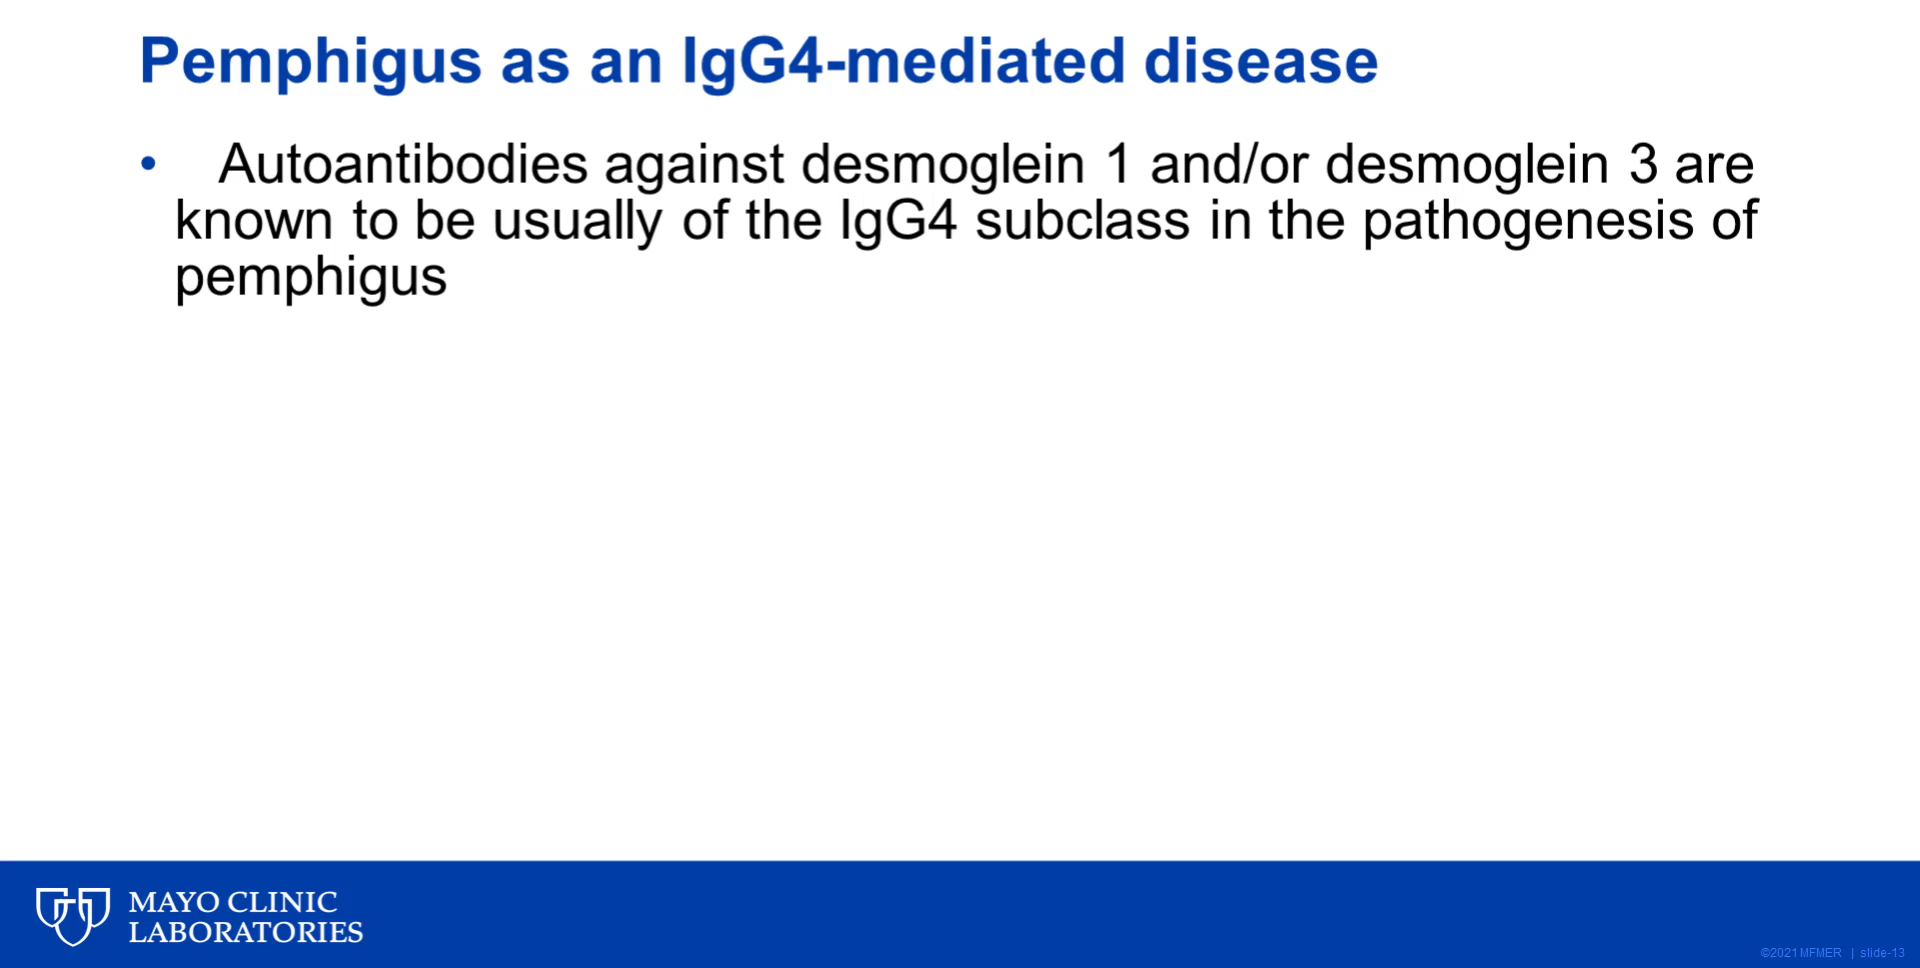 Pemphigus as an IgG4-mediated disease
• Autoantibodies against desmoglein 1 and/or desmoglein 3 are
known to be usually of the IgG4 subclass in the pathogenesis of
pemphigus
MAYO CLINIC
LABORATORIES
©2021 MFMER | slide-13